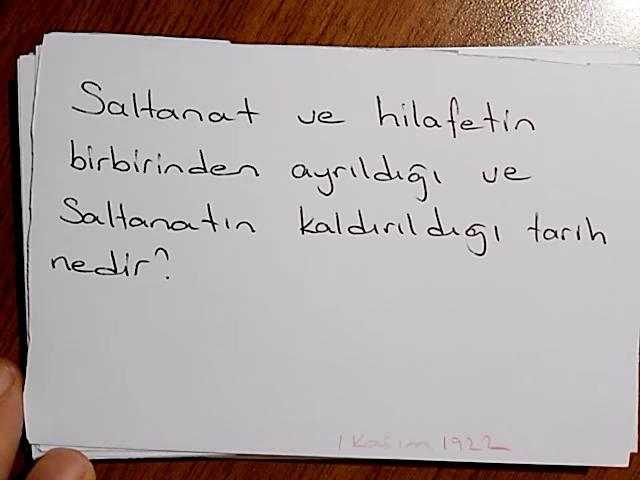 Saltanat ve hilafetin
birbirinden ayrıldığı ve
Saltanatın kaldırıldığı tarih
nedir?
1 Kasım 1922